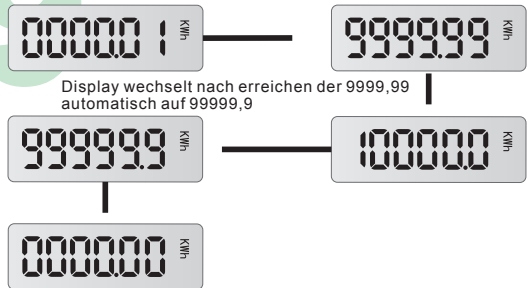 0000.01 KWh
9999.99 KWh
Display wechselt nach erreichen der 9999,99
automatisch auf 99999,9
99999.9 KWh
10000.0 KWh
0000.00 KWh